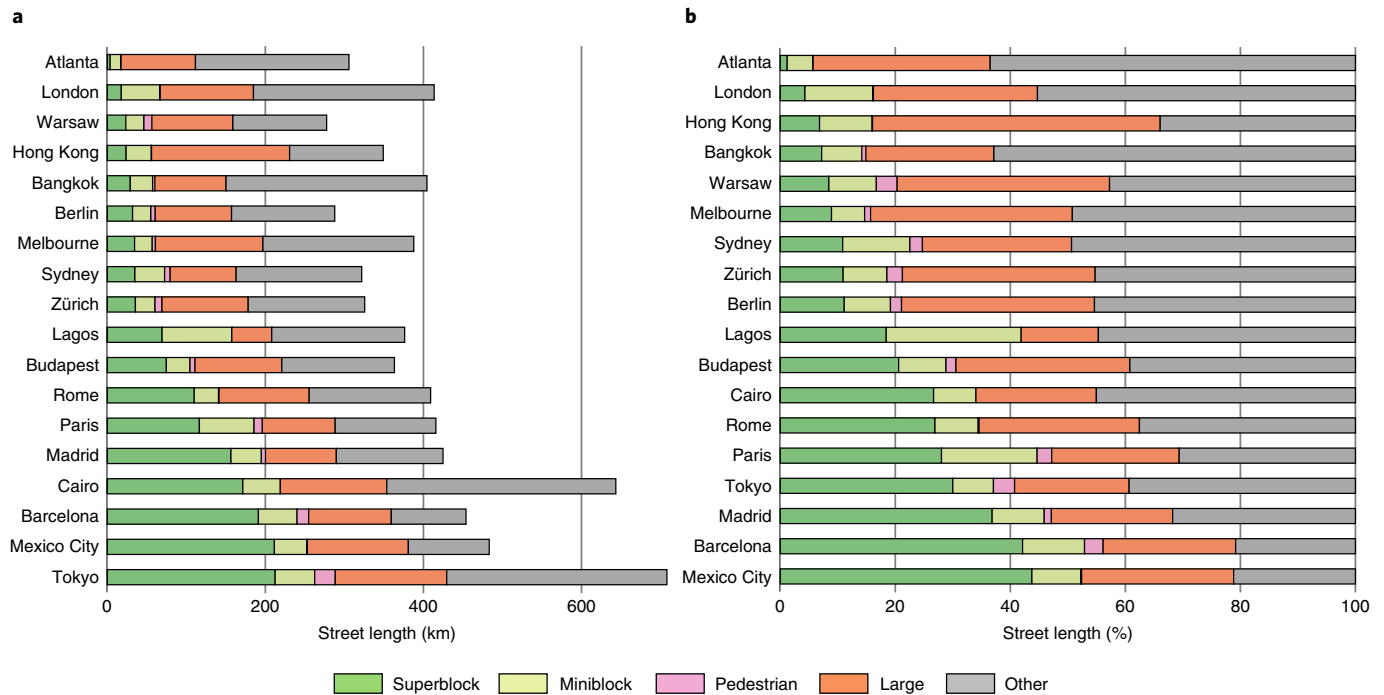 a
Atlanta
London
Warsaw
Hong Kong
Bangkok
Berlin
Melbourne
Sydney
Zürich
Lagos
Budapest
Rome
Paris
Madrid
Cairo
Barcelona
Mexico City
Tokyo
0 200 400 600
Street length (km)
b
Atlanta
London
Hong Kong
Bangkok
Warsaw
Melbourne
Sydney
Zürich
Berlin
Lagos
Budapest
Cairo
Rome
Paris
Tokyo
Madrid
Barcelona
Mexico City
0 20 40 60 80 100
Street length (%)
Superblock Miniblock Pedestrian Large Other